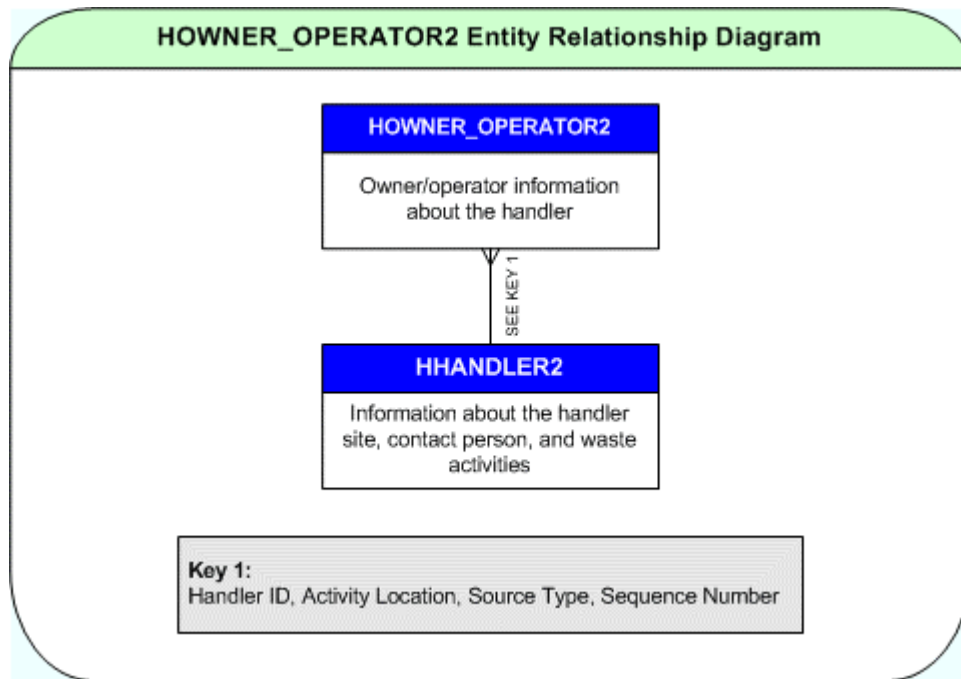 HOWNER_OPERATOR2 Entity Relationship Diagram
HOWNER_OPERATOR2
Owner/operator information
about the handler
SEE KEY 1
HHANDLER2
Information about the handler
site, contact person, and waste
activities
Key 1:
Handler ID, Activity Location, Source Type, Sequence Number